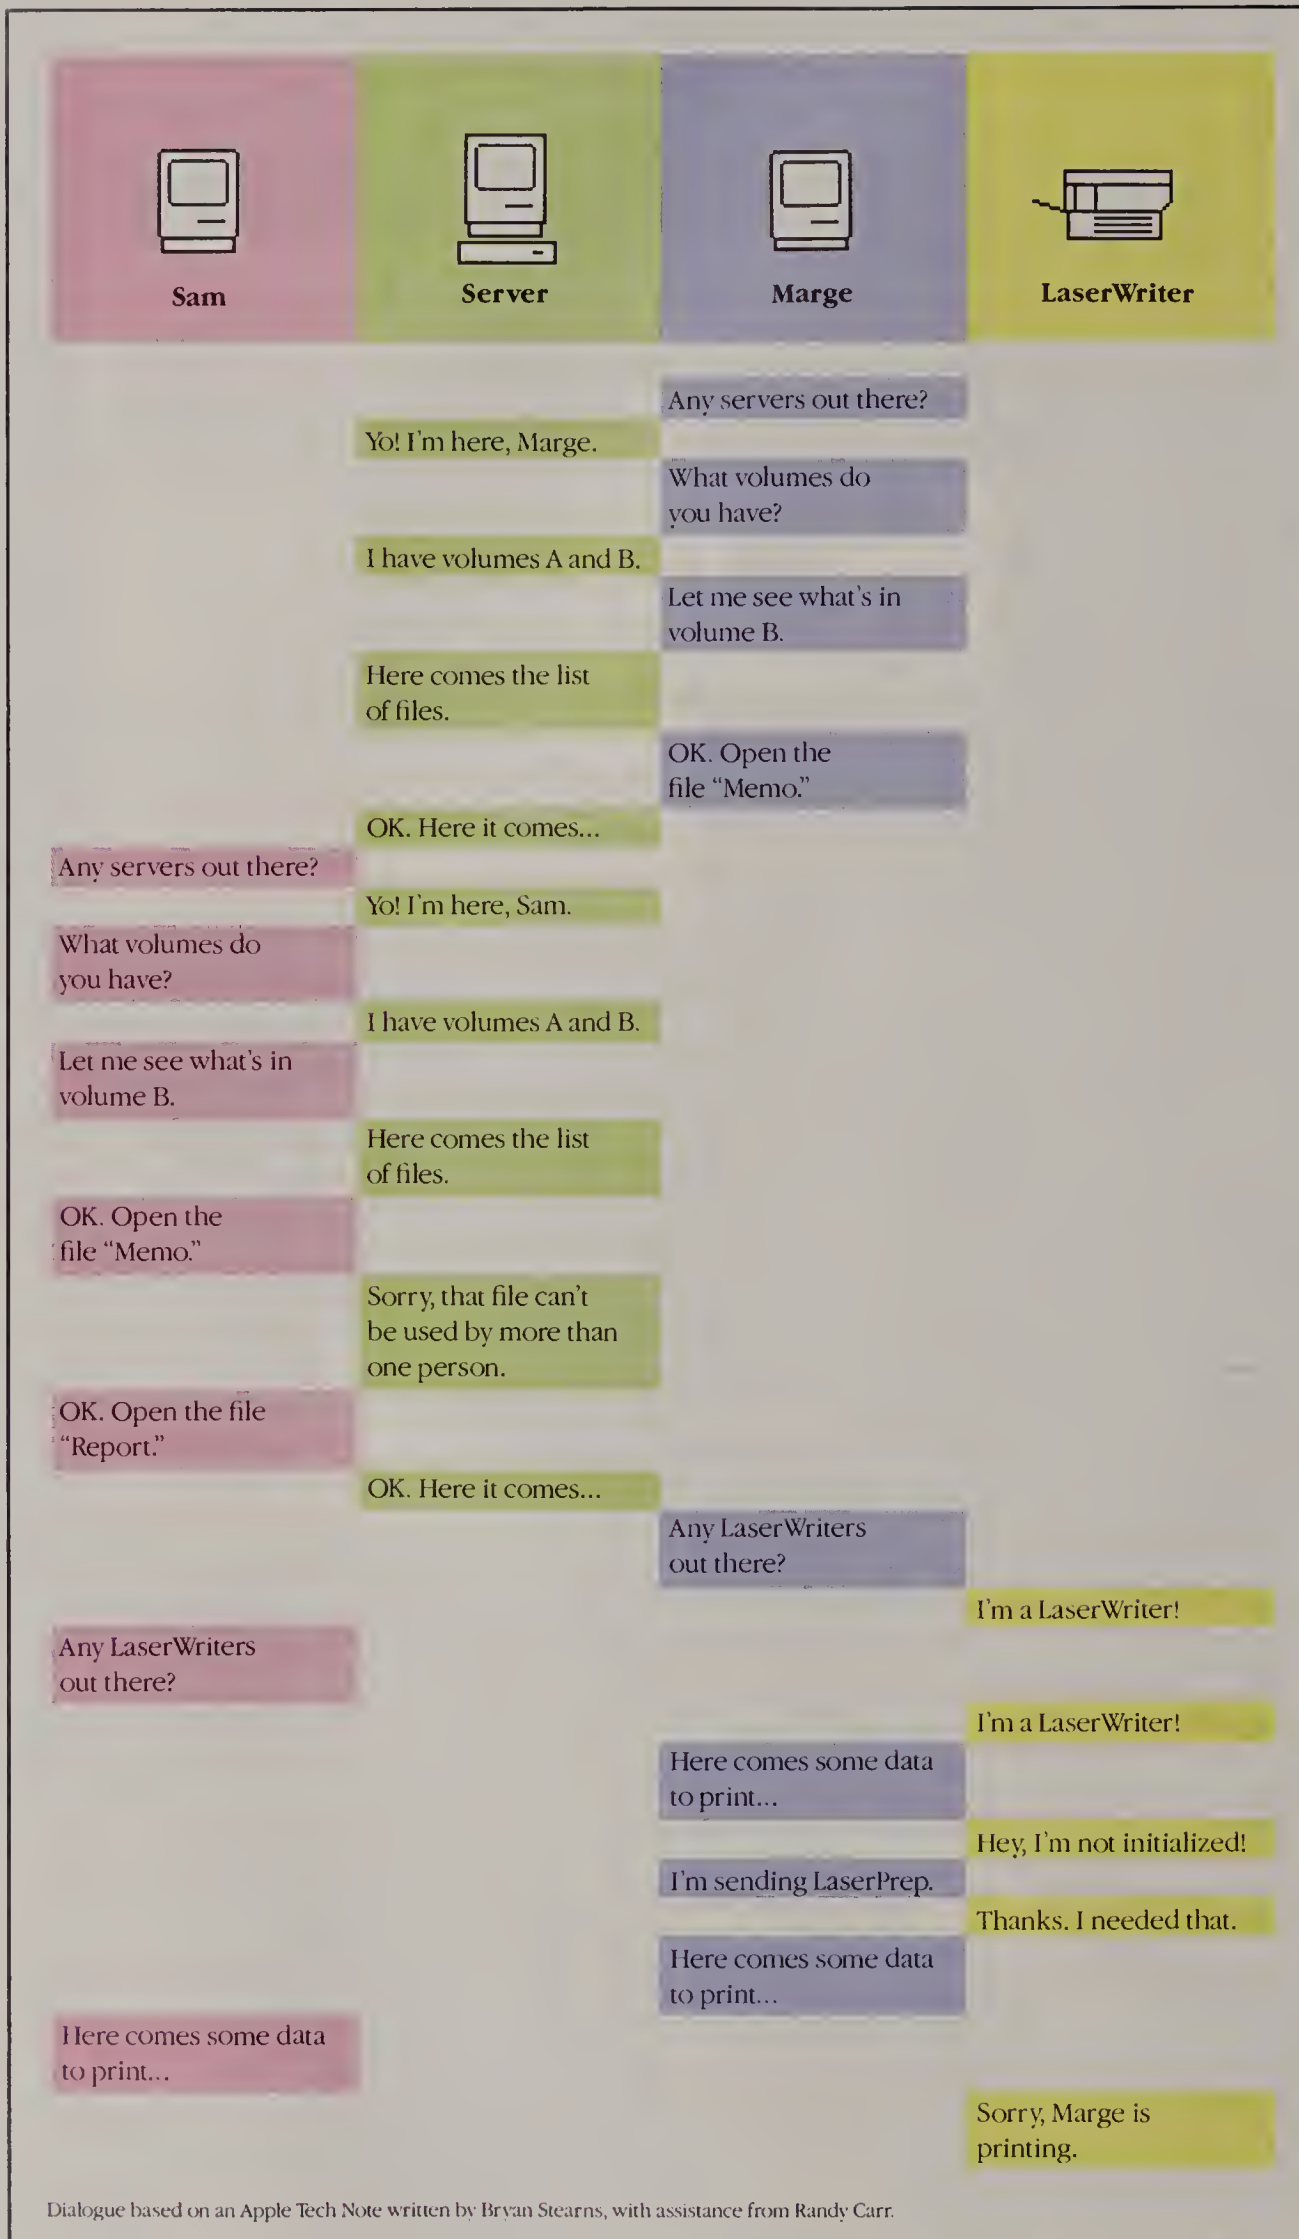 Sam
Server
Marge
LaserWriter
Any servers out there?
Yo! I'm here, Marge.
What volumes do
you have?
I have volumes A and B.
Let me see what's in
volume B.
Here comes the list
of files.
OK. Open the
file “Memo.”
OK. Here it comes...
Any servers out there?
Yo! I'm here, Sam.
What volumes do
you have?
I have volumes A and B.
Let me see what's in
volume B.
Here comes the list
of files.
OK. Open the
file “Memo.”
Sorry, that file can't
be used by more than
one person.
OK. Open the file
“Report.”
OK. Here it comes...
Any LaserWriters
out there?
I'm a LaserWriter!
Any LaserWriters
out there?
I'm a LaserWriter!
Here comes some data
to print...
Hey, I'm not initialized!
I'm sending LaserPrep.
Thanks. I needed that.
Here comes some data
to print...
Here comes some data
to print...
Sorry, Marge is
printing.
Dialogue based on an Apple Tech Note written by Bryan Stearns, with assistance from Randy Carr.